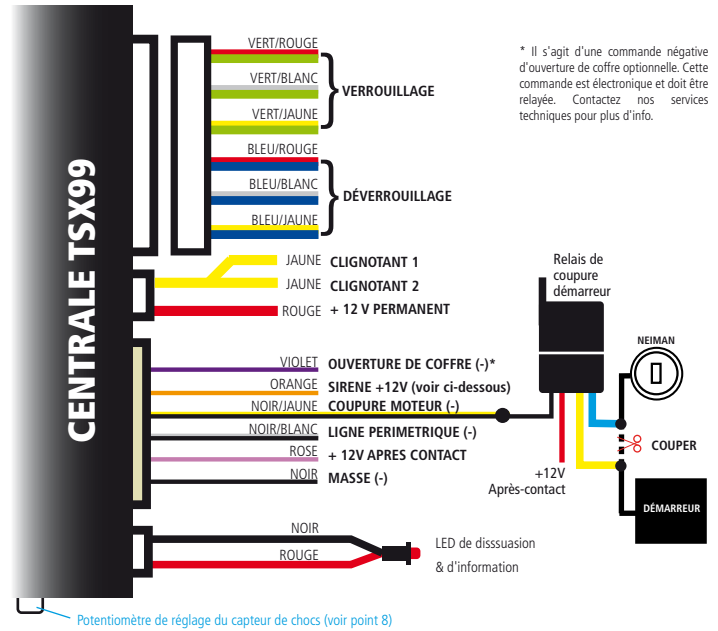 CENTRALE TSX99
VERT/ROUGE
VERT/BLANC
VERT/JAUNE
VERROUILLAGE
BLEU/ROUGE
BLEU/BLANC
BLEU/JAUNE
DÉVERROUILLAGE
* Il s'agit d'une commande négative
d'ouverture de coffre optionnelle. Cette
commande est électronique et doit être
relayée. Contactez nos services
techniques pour plus d'info.
JAUNE CLIGNOTANT 1
JAUNE CLIGNOTANT 2
ROUGE + 12 V PERMANENT
VIOLET OUVERTURE DE COFFRE (-)*
ORANGE SIRENE +12V (voir ci-dessous)
NOIR/JAUNE COUPURE MOTEUR (-)
NOIR/BLANC LIGNE PERIMETRIQUE (-)
ROSE + 12V APRES CONTACT
NOIR MASSE (-)
Relais de
coupure
démarreur
NEIMAN
COUPER
+12V
Après-contact
DÉMARREUR
NOIR
ROUGE
LED de disssuasion
& d'information
Potentiomètre de réglage du capteur de chocs (voir point 8)